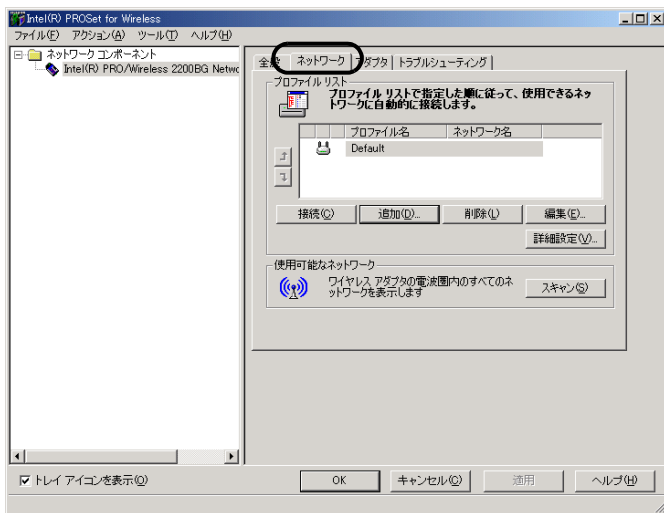 Intel(R) PROSet for Wireless
ファイル(F) アクション(A) ツール(T) ヘルプ(H)
ネットワーク コンポーネント
Intel(R) PRO/Wireless 2200BG Netwo
ネットワーク
アダプタ
トラブルシューティング
プロファイル リスト
プロファイル リストで指定した順に従って、使用できるネッ
トワークに自動的に接続します。
プロファイル名 ネットワーク名
Default
接続(C) 追加(D)... 削除(L) 編集(E)...
詳細設定(V)...
使用可能なネットワーク
ワイヤレス アダプタの電波圏内のすべてのネ
ットワークを表示します
スキャン(S)
トレイ アイコンを表示(O)
OK キャンセル(C) 適用 ヘルプ(H)